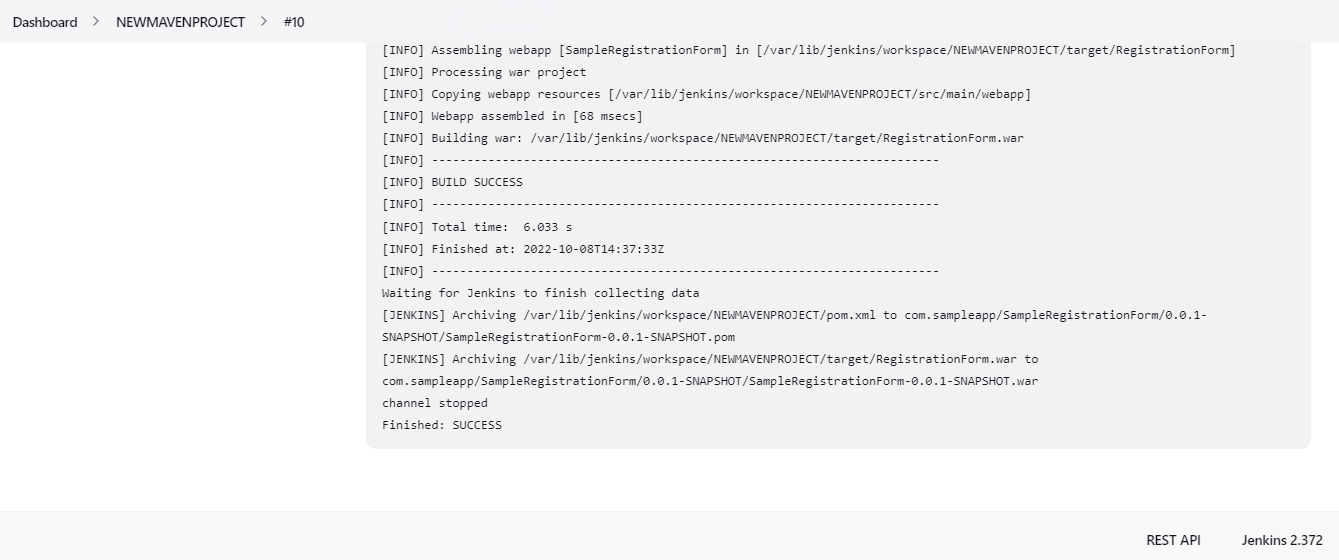 Dashboard > NEWMAVENPROJECT > #10
[INFO] Assembling webapp [SampleRegistrationForm] in [/var/lib/jenkins/workspace/NEWMAVENPROJECT/target/RegistrationForm]
[INFO] Processing war project
[INFO] Copying webapp resources [/var/lib/jenkins/workspace/NEWMAVENPROJECT/src/main/webapp]
[INFO] Webapp assembled in [68 msecs]
[INFO] Building war: /var/lib/jenkins/workspace/NEWMAVENPROJECT/target/RegistrationForm.war
[INFO] ------------------------------------------------------------------------
[INFO] BUILD SUCCESS
[INFO] ------------------------------------------------------------------------
[INFO] Total time:  6.033 s
[INFO] Finished at: 2022-10-08T14:37:33Z
[INFO] ------------------------------------------------------------------------
Waiting for Jenkins to finish collecting data
[JENKINS] Archiving /var/lib/jenkins/workspace/NEWMAVENPROJECT/pom.xml to com.sampleapp/SampleRegistrationForm/0.0.1-
SNAPSHOT/SampleRegistrationForm-0.0.1-SNAPSHOT.pom
[JENKINS] Archiving /var/lib/jenkins/workspace/NEWMAVENPROJECT/target/RegistrationForm.war to
com.sampleapp/SampleRegistrationForm/0.0.1-SNAPSHOT/SampleRegistrationForm-0.0.1-SNAPSHOT.war
channel stopped
Finished: SUCCESS
REST API Jenkins 2.372